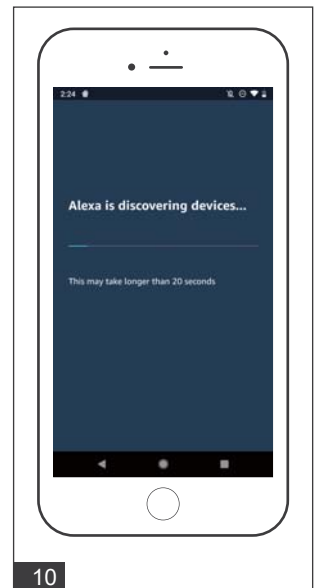 2:24
Alexa is discovering devices...
This may take longer than 20 seconds
10